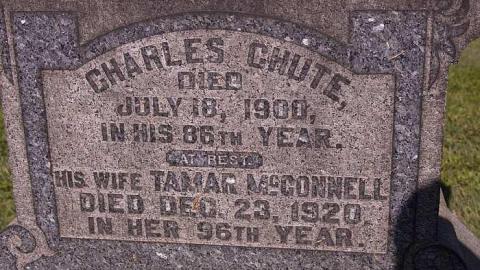 CHARLES CHUTE,
DIED
JULY 18, 1900,
IN HIS 86TH YEAR.
AT REST.
HIS WIFE TAMAR McCONNELL
DIED DEC. 23, 1920.
IN HER 96TH YEAR.